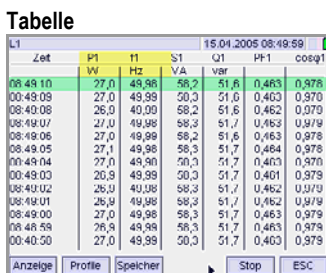 Tabelle
L1 15.04.2005 08:49:59
Zeit P1 f1 S1 Q1 PF1 cosφ1
W Hz VA var
08:49:10 27,0 49,98 58,2 51,6 0,463 0,978
08:49:09 27,0 49,99 58,3 51,6 0,463 0,979
08:49:08 26,9 49,99 58,2 51,6 0,462 0,979
08:49:07 27,0 49,98 58,3 51,7 0,463 0,979
08:49:06 27,0 49,99 58,2 51,6 0,463 0,978
08:49:05 27,1 49,98 58,3 51,7 0,464 0,978
08:49:04 27,0 49,98 58,3 51,7 0,463 0,978
08:49:03 26,9 49,99 58,3 51,7 0,461 0,979
08:49:02 26,9 49,98 58,2 51,7 0,462 0,979
08:49:01 26,9 49,98 58,3 51,7 0,462 0,979
08:49:00 27,0 49,98 58,3 51,7 0,463 0,979
08:48:59 26,9 49,99 58,3 51,7 0,462 0,979
27,0 49,99 58,3 51,7 0,463 0,979
Anzeige Profile Speicher Stop ESC